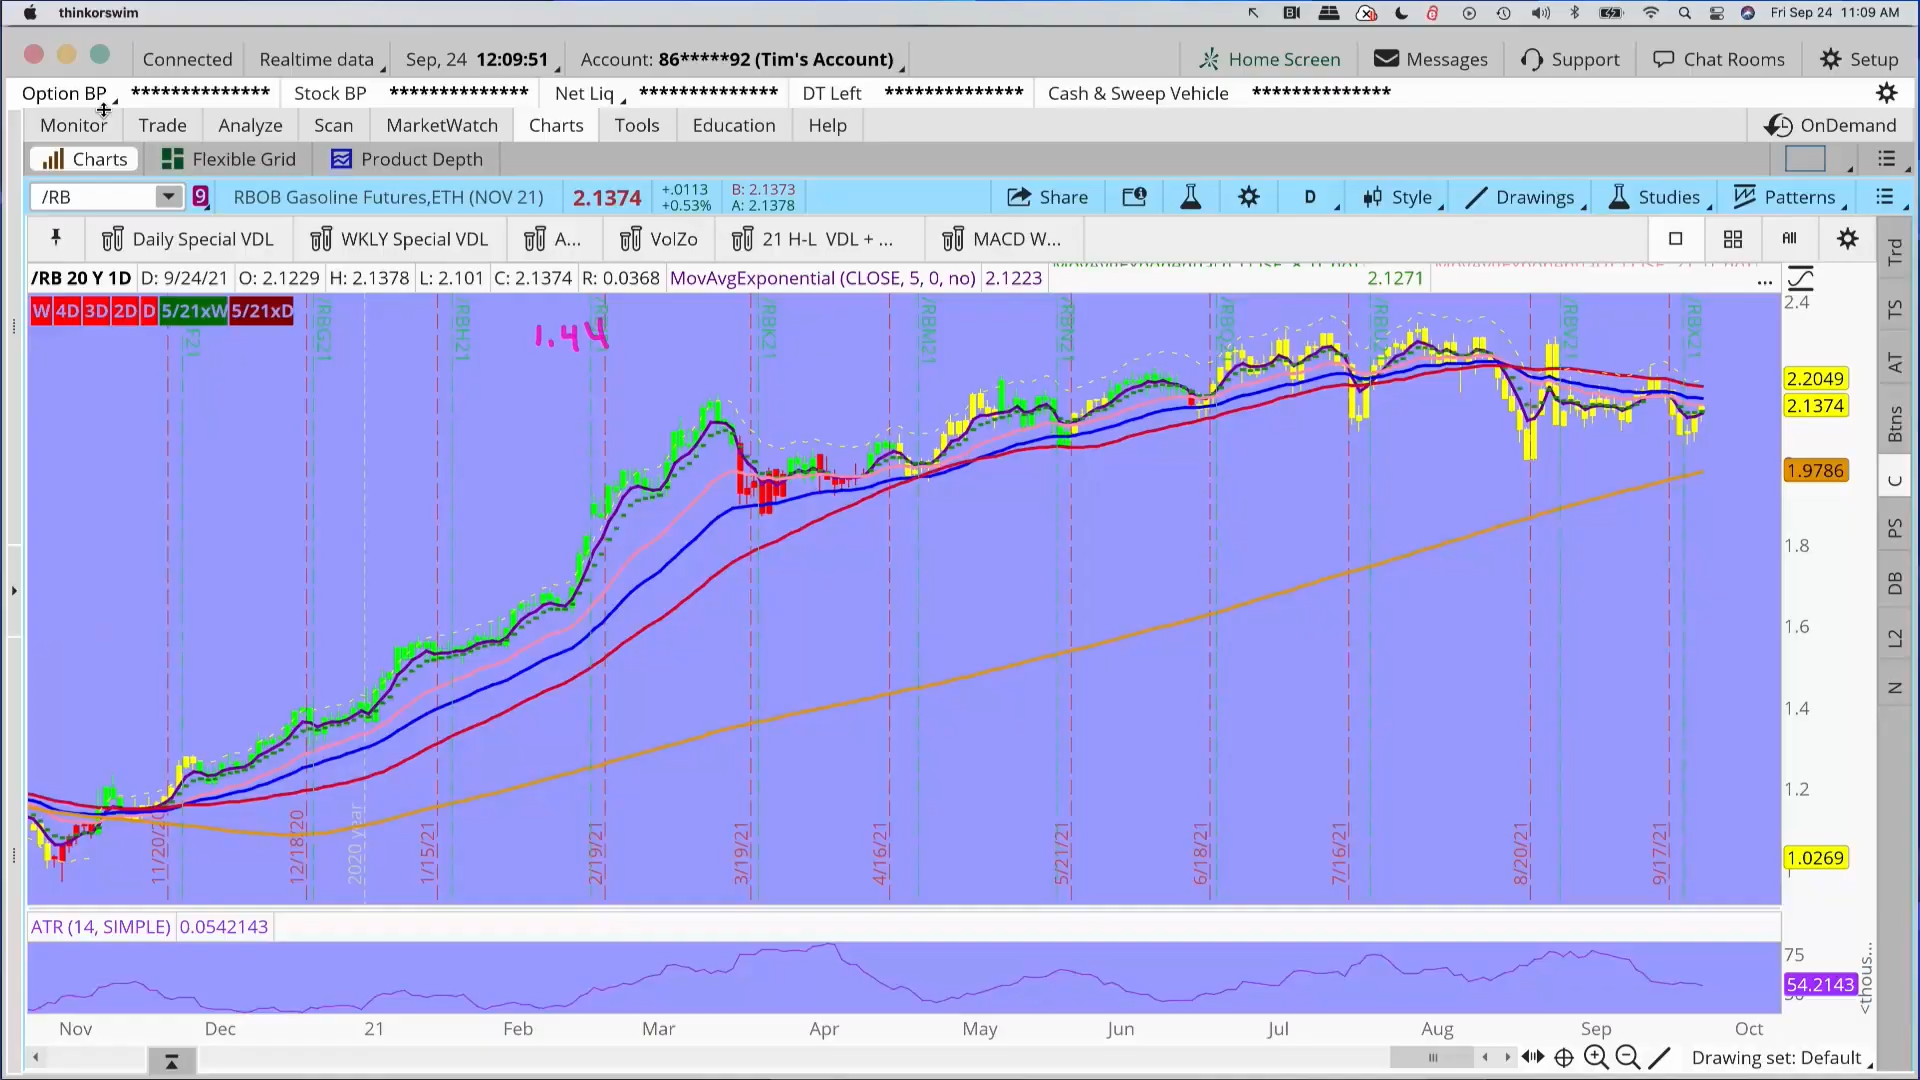 thinkorswim
Fri Sep 24 11:09 AM
Connected
Realtime data
Sep, 24 12:09:51
Account: 86*****92 (Tim's Account)
Home Screen
Messages
Support
Chat Rooms
Setup
Option BP **************
Stock BP **************
Net Liq **************
DT Left **************
Cash & Sweep Vehicle **************
Monitor
Trade
Analyze
Scan
MarketWatch
Charts
Tools
Education
Help
OnDemand
Charts
Flexible Grid
Product Depth
/RB
9
RBOB Gasoline Futures,ETH (NOV 21)
2.1374
+.0113
+0.53%
B: 2.1373
A: 2.1378
Share
D
Style
Drawings
Studies
Patterns
Daily Special VDL
WKLY Special VDL
A...
VolZo
21 H-L VDL + ...
MACD W...
All
/RB 20 Y 1D
D: 9/24/21
O: 2.1229
H: 2.1378
L: 2.101
C: 2.1374
R: 0.0368
MovAvgExponential (CLOSE, 5, 0, no)
2.1223
2.1271
...
W
4D
3D
2D
D
5/21xW
5/21xD
1.44
/RBH21
/RBM21
2.4
2.2049
2.1374
1.9786
1.8
1.6
1.4
1.2
1.0269
11/20/20
12/18/20
2020 year
1/15/21
2/19/21
3/19/21
4/16/21
5/21/21
6/18/21
7/16/21
8/20/21
9/17/21
ATR (14, SIMPLE)
0.0542143
75
54.2143
<thous...
Nov
Dec
21
Feb
Mar
Apr
May
Jun
Jul
Aug
Sep
Oct
Drawing set: Default
Trd
TS
AT
Btns
C
PS
DB
L2
N